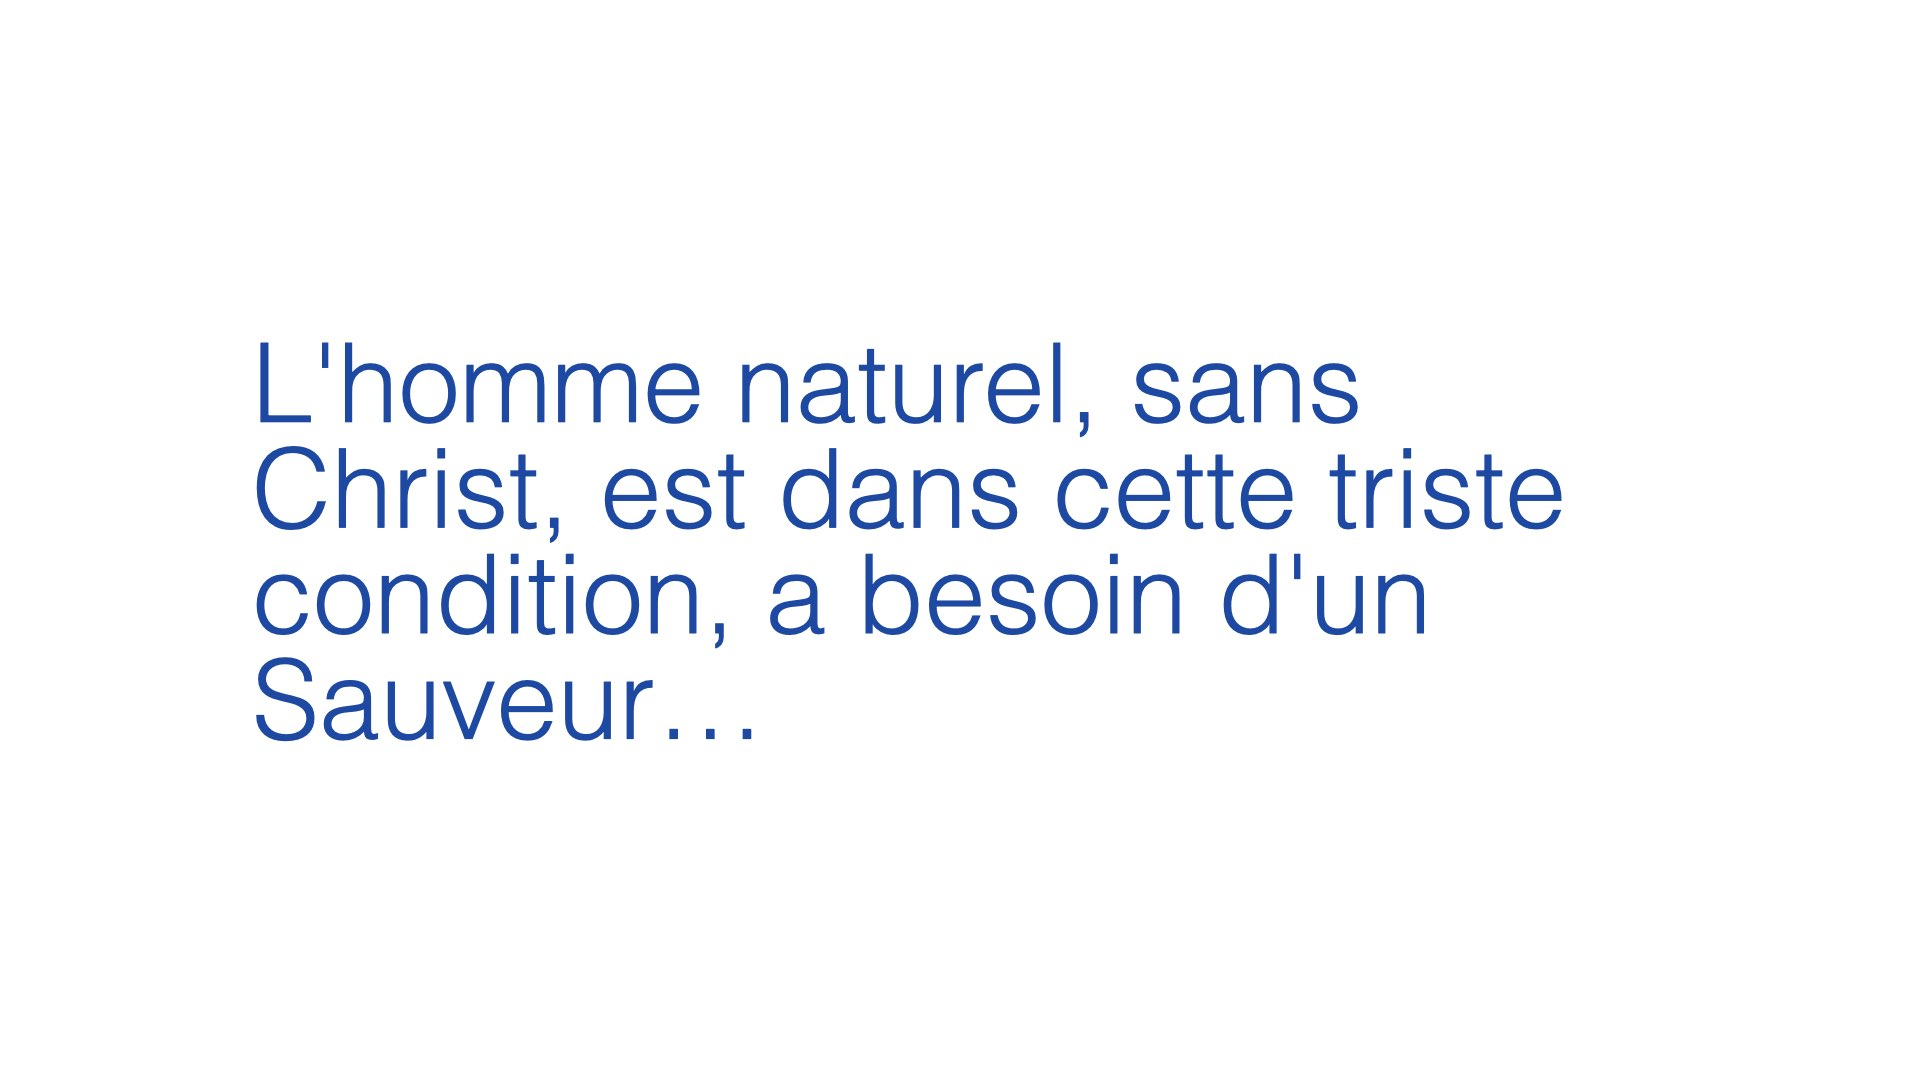 L'homme naturel, sans
Christ, est dans cette triste
condition, a besoin d'un
Sauveur…